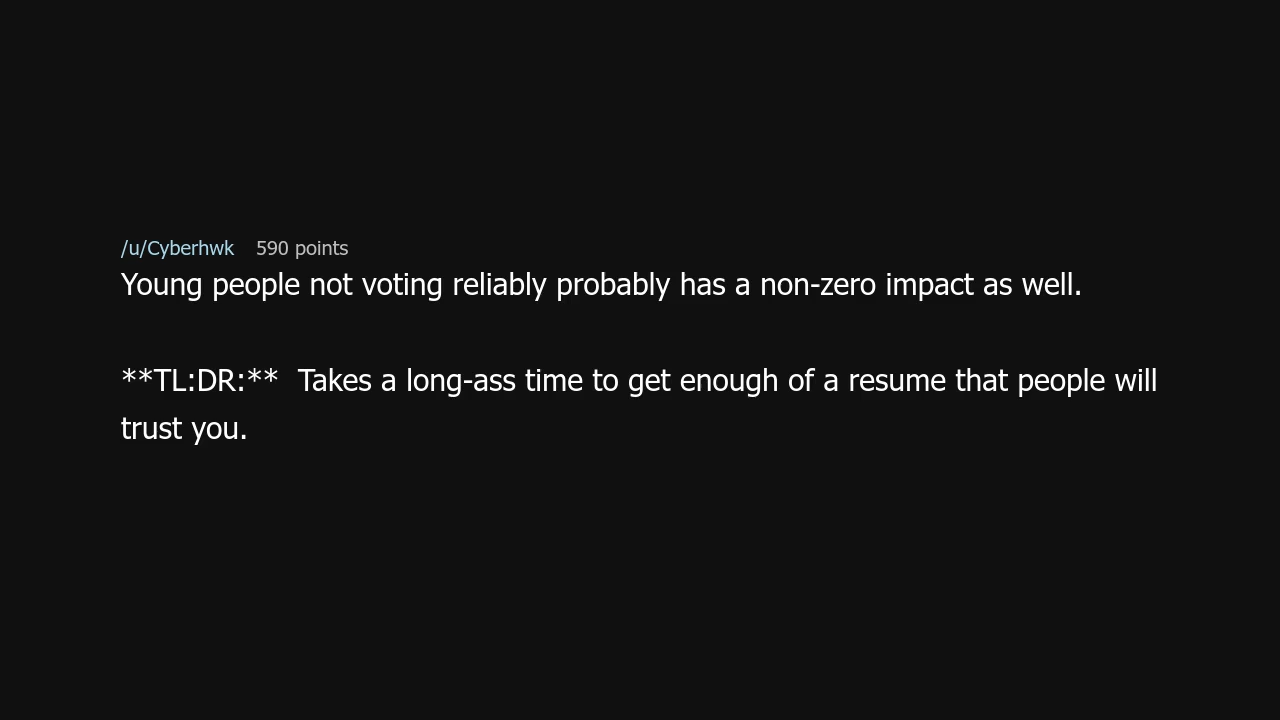 /u/Cyberhwk 590 points
Young people not voting reliably probably has a non-zero impact as well.
**TL:DR:** Takes a long-ass time to get enough of a resume that people will
trust you.